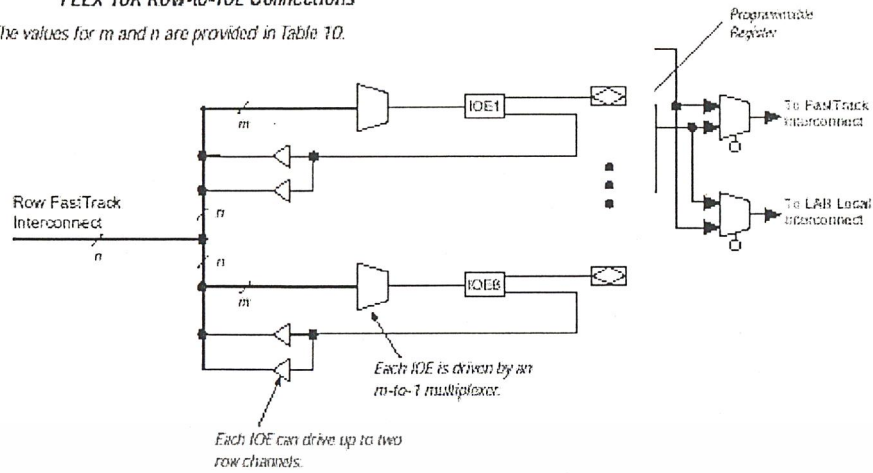 FLEX 10K Row-to-IOE Connections
The values for m and n are provided in Table 10.
Programmable
Register
IOE1
m
To FastTrack
Interconnect
Row FastTrack
Interconnect
n
n
n
To LAB Local
Interconnect
m
IOE8
Each IOE is driven by an
m-to-1 multiplexer.
Each IOE can drive up to two
row channels.